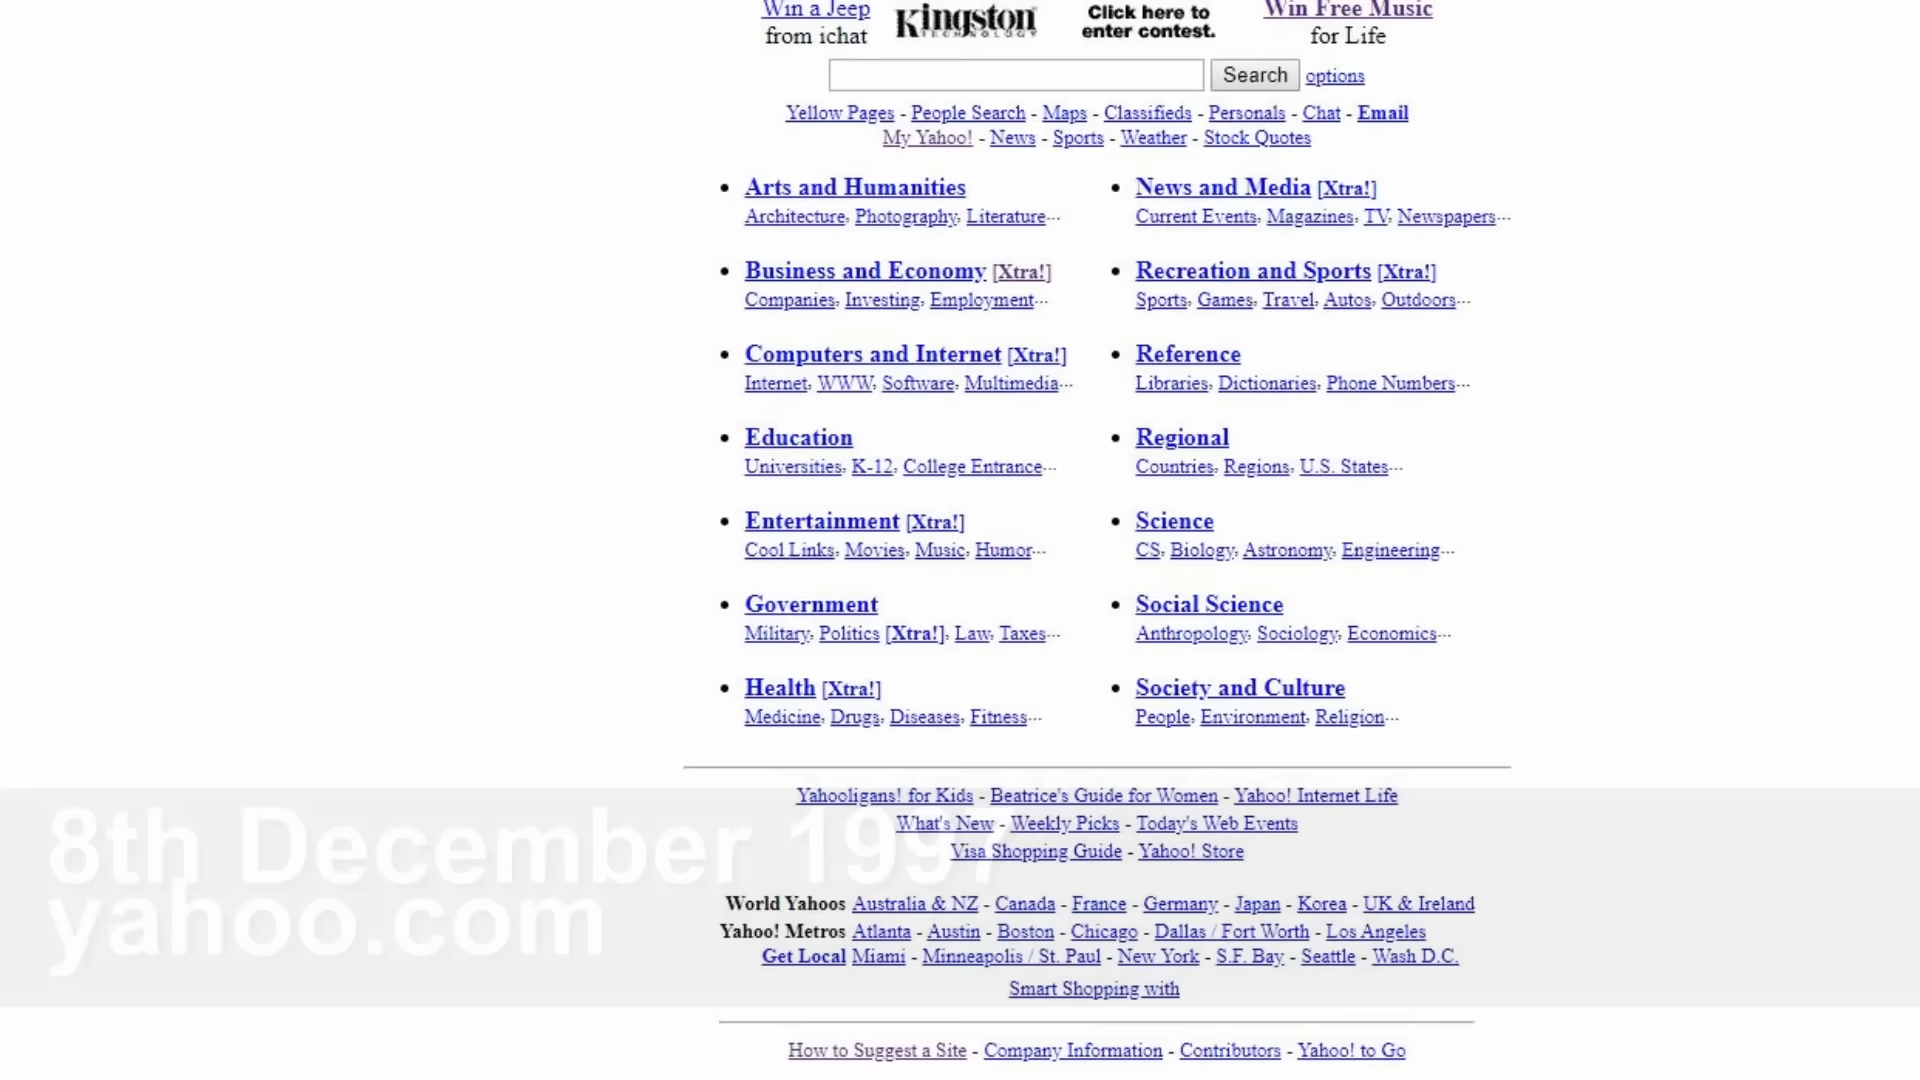 Win a Jeep
from ichat
Kingston
TECHNOLOGY
Click here to
enter contest.
Win Free Music
for Life
Search options
Yellow Pages - People Search - Maps - Classifieds - Personals - Chat - Email
My Yahoo! - News - Sports - Weather - Stock Quotes
• Arts and Humanities
Architecture, Photography, Literature...
• News and Media [Xtra!]
Current Events, Magazines, TV, Newspapers...
• Business and Economy [Xtra!]
Companies, Investing, Employment...
• Recreation and Sports [Xtra!]
Sports, Games, Travel, Autos, Outdoors...
• Computers and Internet [Xtra!]
Internet, WWW, Software, Multimedia...
• Reference
Libraries, Dictionaries, Phone Numbers...
• Education
Universities, K-12, College Entrance...
• Regional
Countries, Regions, U.S. States...
• Entertainment [Xtra!]
Cool Links, Movies, Music, Humor...
• Science
CS, Biology, Astronomy, Engineering...
• Government
Military, Politics [Xtra!], Law, Taxes...
• Social Science
Anthropology, Sociology, Economics...
• Health [Xtra!]
Medicine, Drugs, Diseases, Fitness...
• Society and Culture
People, Environment, Religion...
Yahooligans! for Kids - Beatrice's Guide for Women - Yahoo! Internet Life
What's New - Weekly Picks - Today's Web Events
Visa Shopping Guide - Yahoo! Store
8th December 1997
yahoo.com
World Yahoos Australia & NZ - Canada - France - Germany - Japan - Korea - UK & Ireland
Yahoo! Metros Atlanta - Austin - Boston - Chicago - Dallas / Fort Worth - Los Angeles
Get Local Miami - Minneapolis / St. Paul - New York - S.F. Bay - Seattle - Wash D.C.
Smart Shopping with
How to Suggest a Site - Company Information - Contributors - Yahoo! to Go